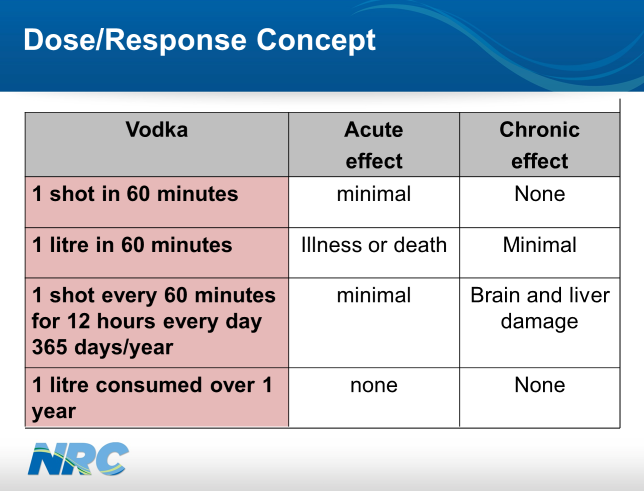 Dose/Response Concept
Vodka
Acute
effect
Chronic
effect
1 shot in 60 minutes
minimal
None
1 litre in 60 minutes
Illness or death
Minimal
1 shot every 60 minutes
for 12 hours every day
365 days/year
minimal
Brain and liver
damage
1 litre consumed over 1
year
none
None
NRC